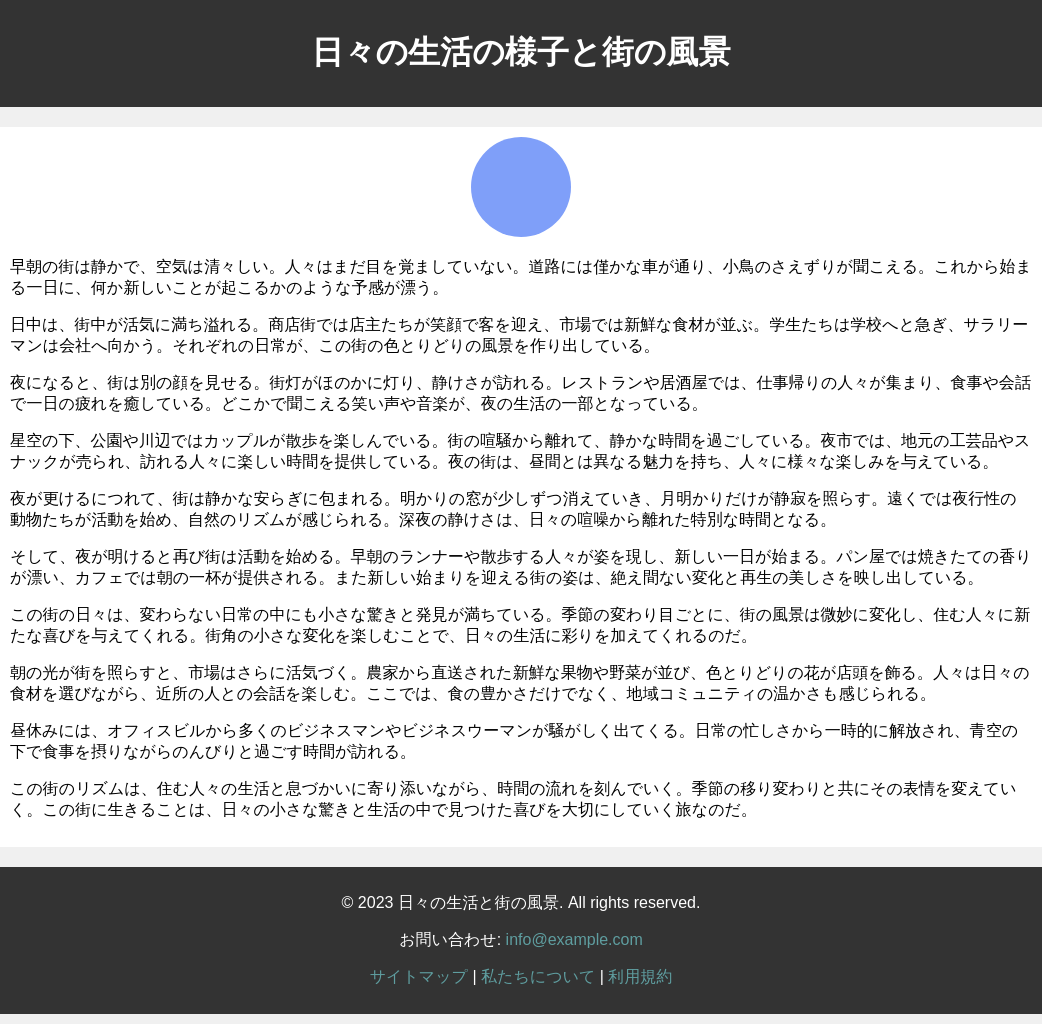 日々の生活の様子と街の風景
早朝の街は静かで、空気は清々しい。人々はまだ目を覚ましていない。道路には僅かな車が通り、小鳥のさえずりが聞こえる。これから始ま
る一日に、何か新しいことが起こるかのような予感が漂う。
日中は、街中が活気に満ち溢れる。商店街では店主たちが笑顔で客を迎え、市場では新鮮な食材が並ぶ。学生たちは学校へと急ぎ、サラリー
マンは会社へ向かう。それぞれの日常が、この街の色とりどりの風景を作り出している。
夜になると、街は別の顔を見せる。街灯がほのかに灯り、静けさが訪れる。レストランや居酒屋では、仕事帰りの人々が集まり、食事や会話
で一日の疲れを癒している。どこかで聞こえる笑い声や音楽が、夜の生活の一部となっている。
星空の下、公園や川辺ではカップルが散歩を楽しんでいる。街の喧騒から離れて、静かな時間を過ごしている。夜市では、地元の工芸品やス
ナックが売られ、訪れる人々に楽しい時間を提供している。夜の街は、昼間とは異なる魅力を持ち、人々に様々な楽しみを与えている。
夜が更けるにつれて、街は静かな安らぎに包まれる。明かりの窓が少しずつ消えていき、月明かりだけが静寂を照らす。遠くでは夜行性の
動物たちが活動を始め、自然のリズムが感じられる。深夜の静けさは、日々の喧噪から離れた特別な時間となる。
そして、夜が明けると再び街は活動を始める。早朝のランナーや散歩する人々が姿を現し、新しい一日が始まる。パン屋では焼きたての香り
が漂い、カフェでは朝の一杯が提供される。また新しい始まりを迎える街の姿は、絶え間ない変化と再生の美しさを映し出している。
この街の日々は、変わらない日常の中にも小さな驚きと発見が満ちている。季節の変わり目ごとに、街の風景は微妙に変化し、住む人々に新
たな喜びを与えてくれる。街角の小さな変化を楽しむことで、日々の生活に彩りを加えてくれるのだ。
朝の光が街を照らすと、市場はさらに活気づく。農家から直送された新鮮な果物や野菜が並び、色とりどりの花が店頭を飾る。人々は日々の
食材を選びながら、近所の人との会話を楽しむ。ここでは、食の豊かさだけでなく、地域コミュニティの温かさも感じられる。
昼休みには、オフィスビルから多くのビジネスマンやビジネスウーマンが騒がしく出てくる。日常の忙しさから一時的に解放され、青空の
下で食事を摂りながらのんびりと過ごす時間が訪れる。
この街のリズムは、住む人々の生活と息づかいに寄り添いながら、時間の流れを刻んでいく。季節の移り変わりと共にその表情を変えてい
く。この街に生きることは、日々の小さな驚きと生活の中で見つけた喜びを大切にしていく旅なのだ。
© 2023 日々の生活と街の風景. All rights reserved.
お問い合わせ: info@example.com
サイトマップ | 私たちについて | 利用規約